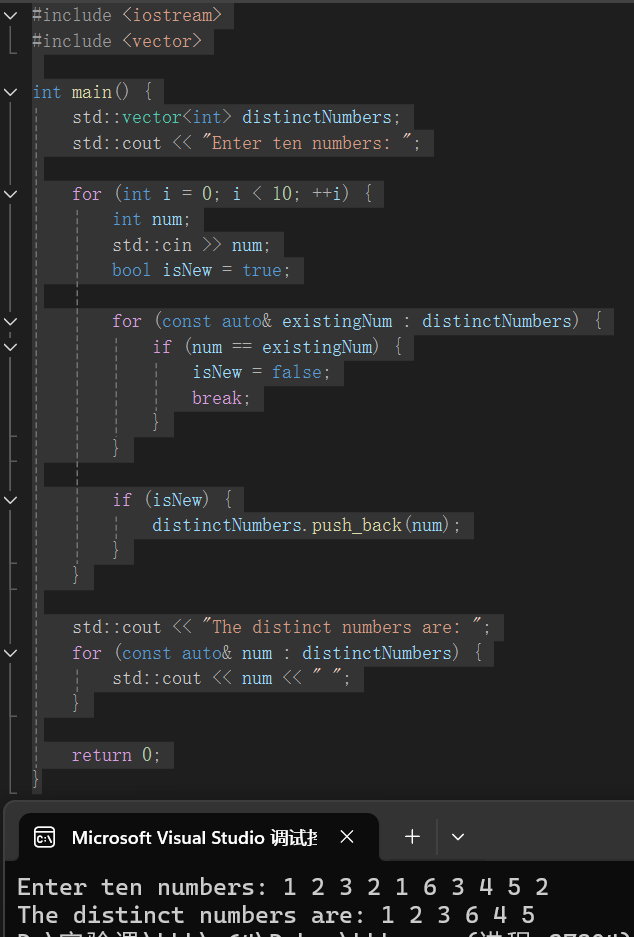 #include <iostream>
#include <vector>
int main() {
std::vector<int> distinctNumbers;
std::cout << "Enter ten numbers: ";
for (int i = 0; i < 10; ++i) {
int num;
std::cin >> num;
bool isNew = true;
for (const auto& existingNum : distinctNumbers) {
if (num == existingNum) {
isNew = false;
break;
}
}
if (isNew) {
distinctNumbers.push_back(num);
}
}
std::cout << "The distinct numbers are: ";
for (const auto& num : distinctNumbers) {
std::cout << num << " ";
}
return 0;
}
Microsoft Visual Studio 调试
Enter ten numbers: 1 2 3 2 1 6 3 4 5 2
The distinct numbers are: 1 2 3 6 4 5